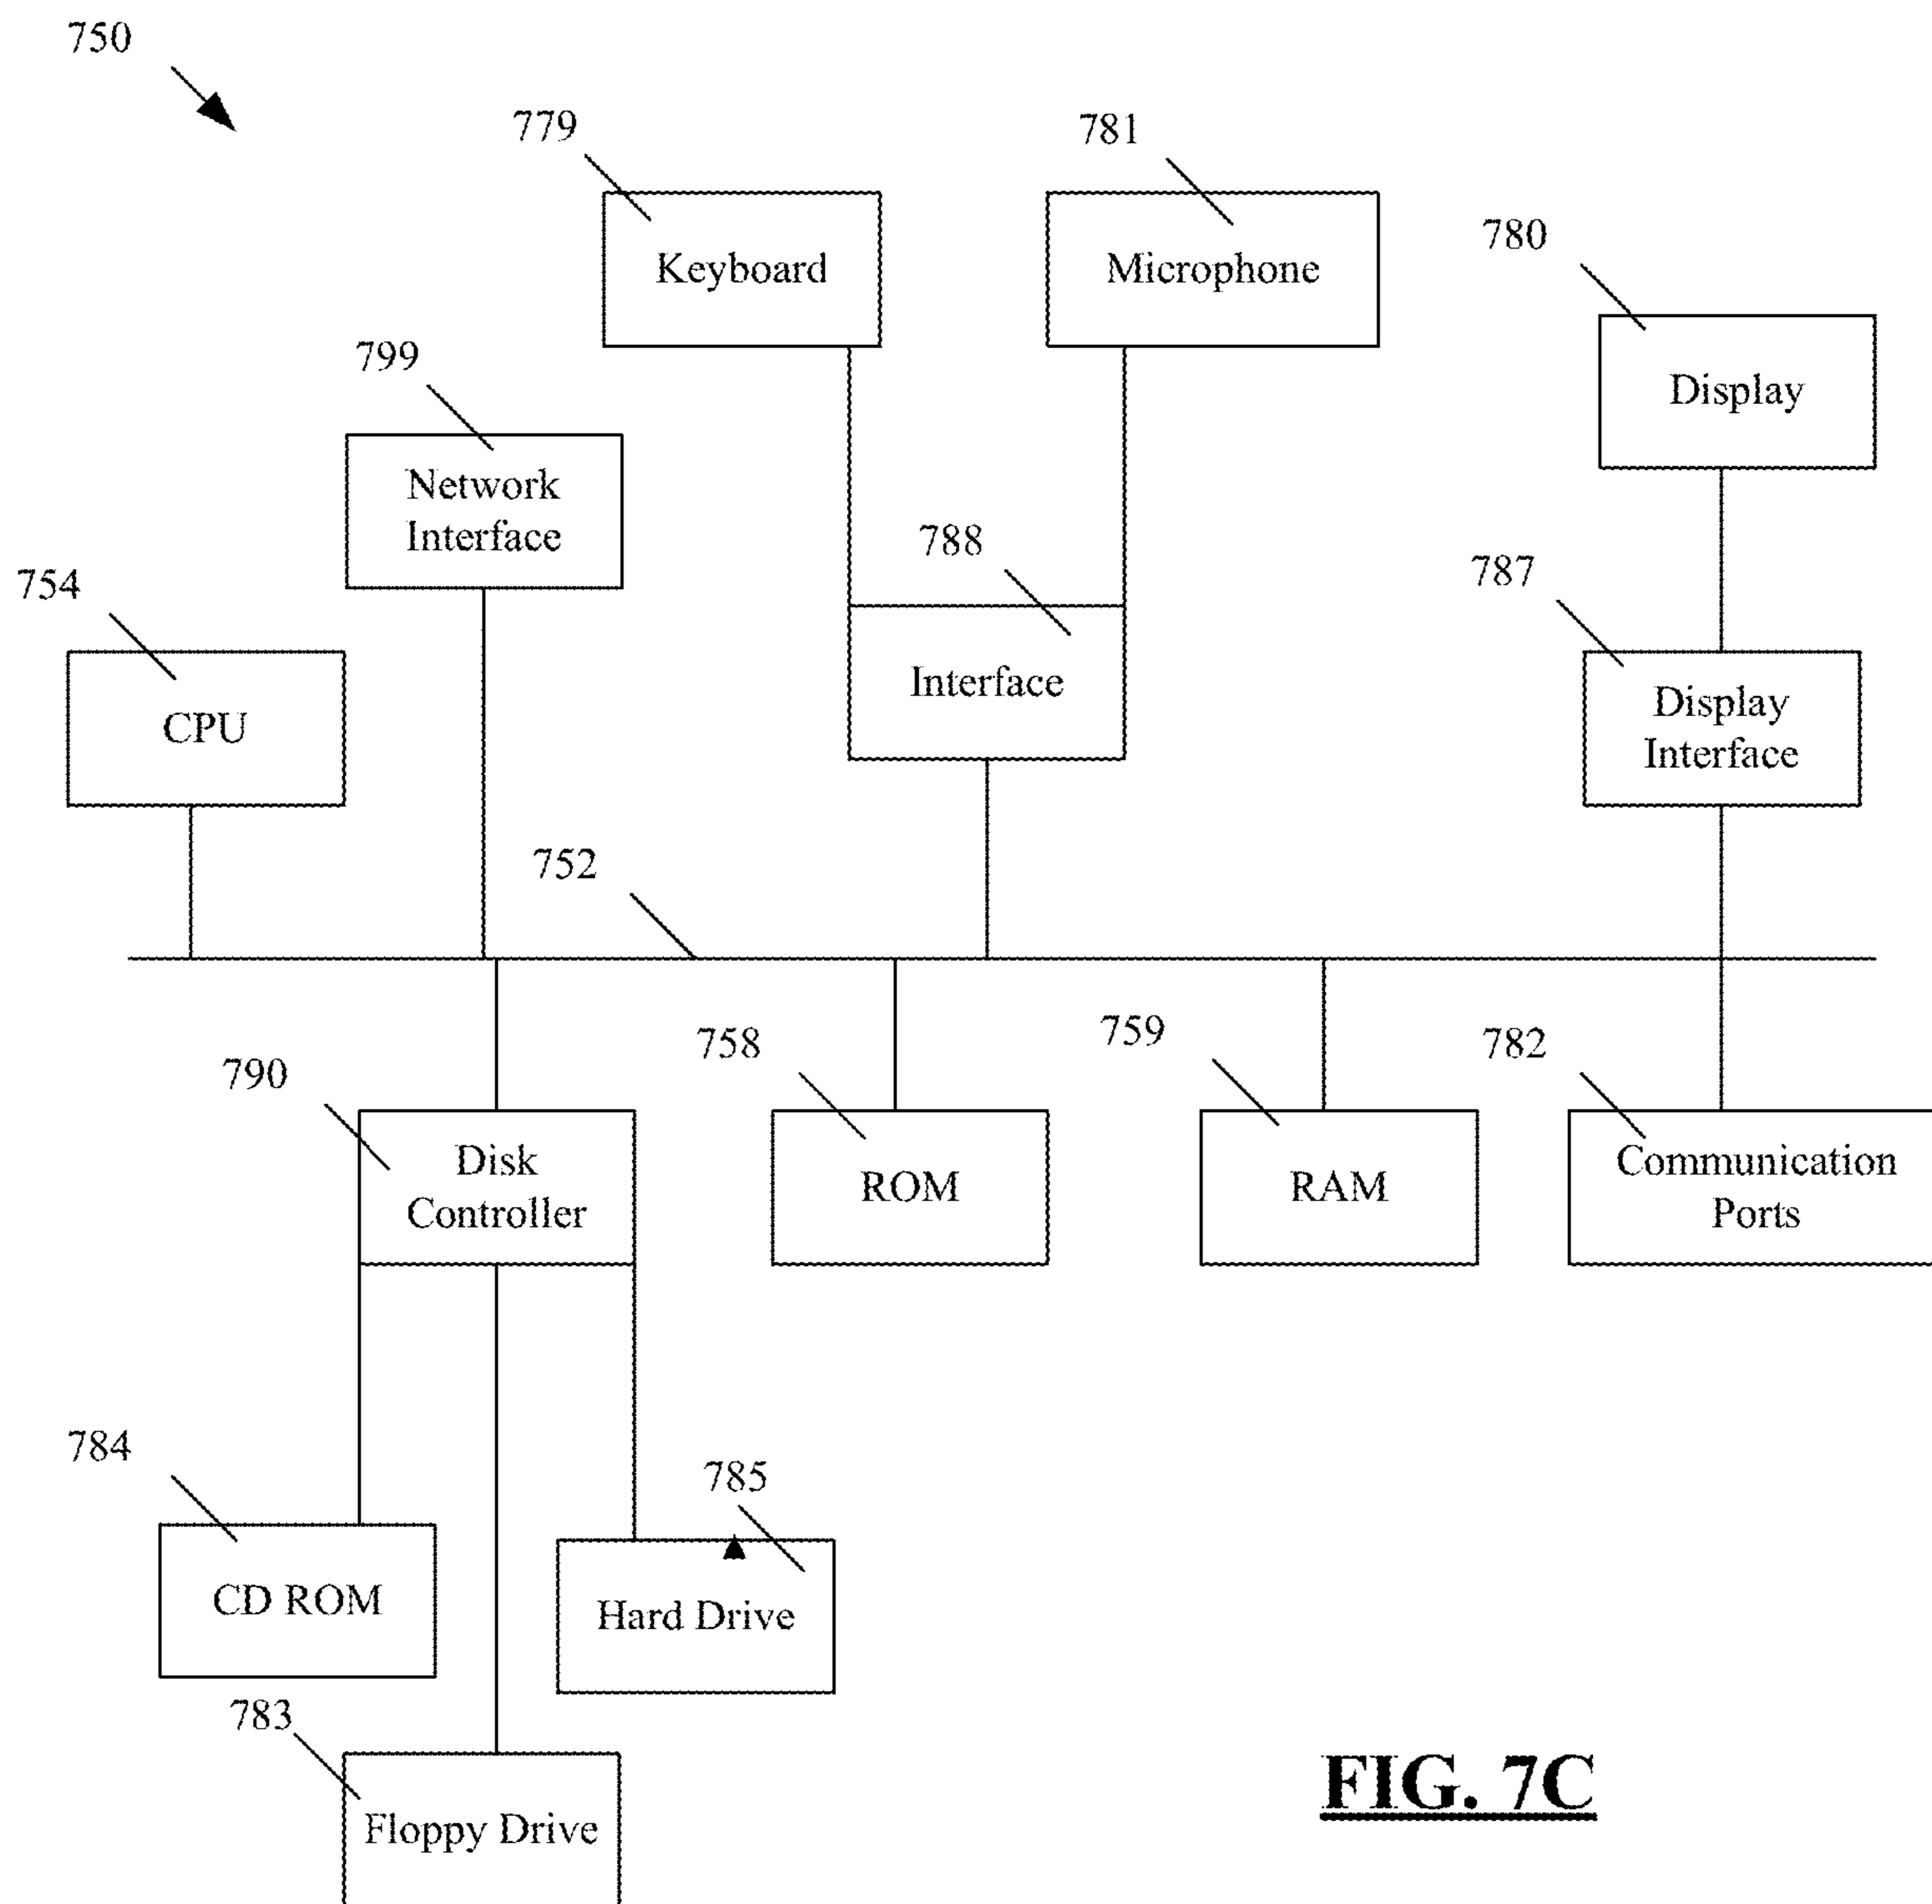 750
779
781
780
Keyboard
Microphone
799
Display
Network
Interface
788
787
754
Interface
Display
Interface
CPU
752
790
758
759
782
Disk
Controller
ROM
RAM
Communication
Ports
784
785
CD ROM
Hard Drive
783
Floppy Drive
FIG. 7C